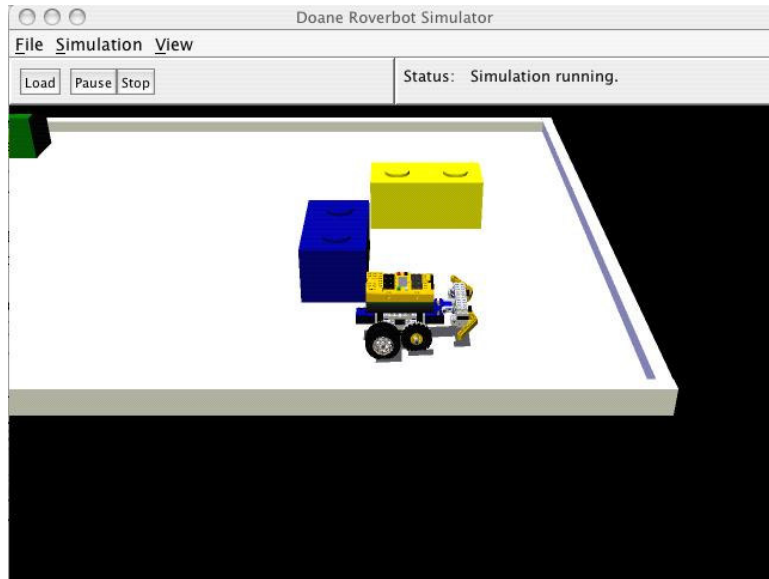 Doane Roverbot Simulator
File Simulation View
Load Pause Stop Status: Simulation running.